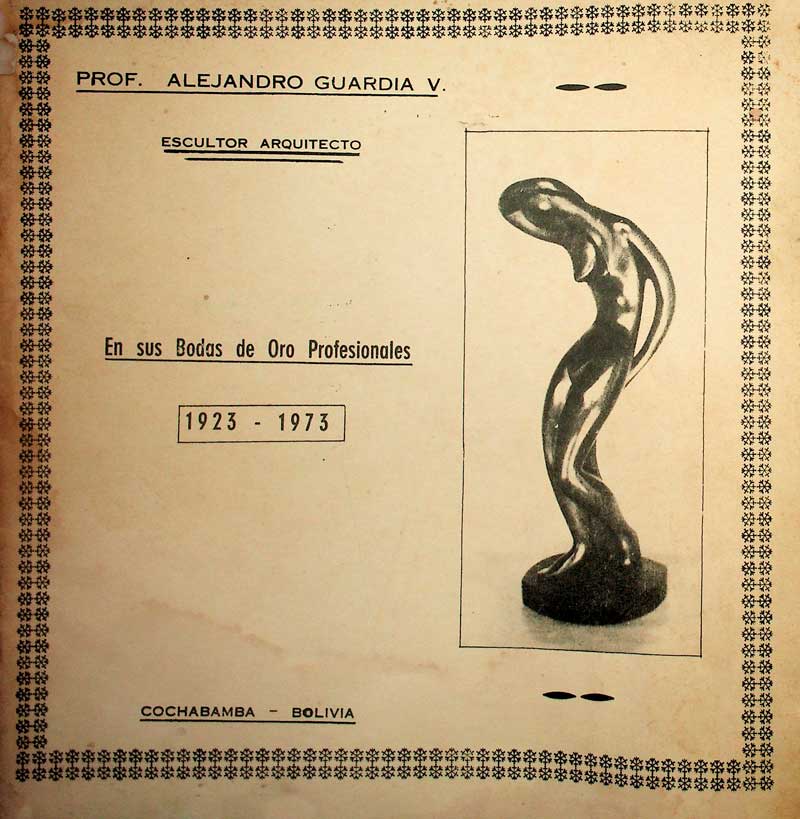 PROF. ALEJANDRO GUARDIA V.
ESCULTOR ARQUITECTO
En sus Bodas de Oro Profesionales
1923 - 1973
COCHABAMBA - BOLIVIA